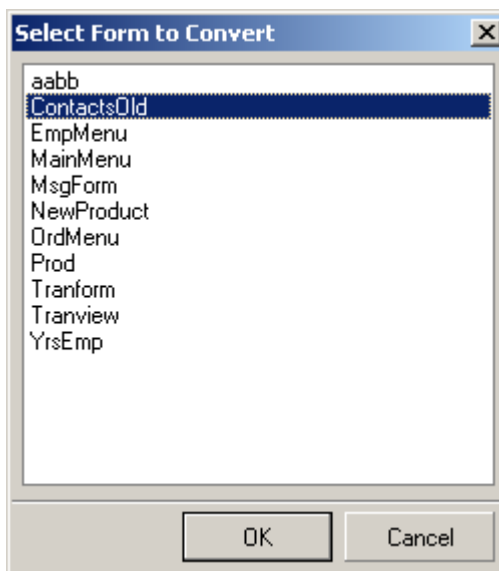 Select Form to Convert
aabb
ContactsOld
EmpMenu
MainMenu
MsgForm
NewProduct
OrdMenu
Prod
Tranform
Tranview
YrsEmp
OK
Cancel